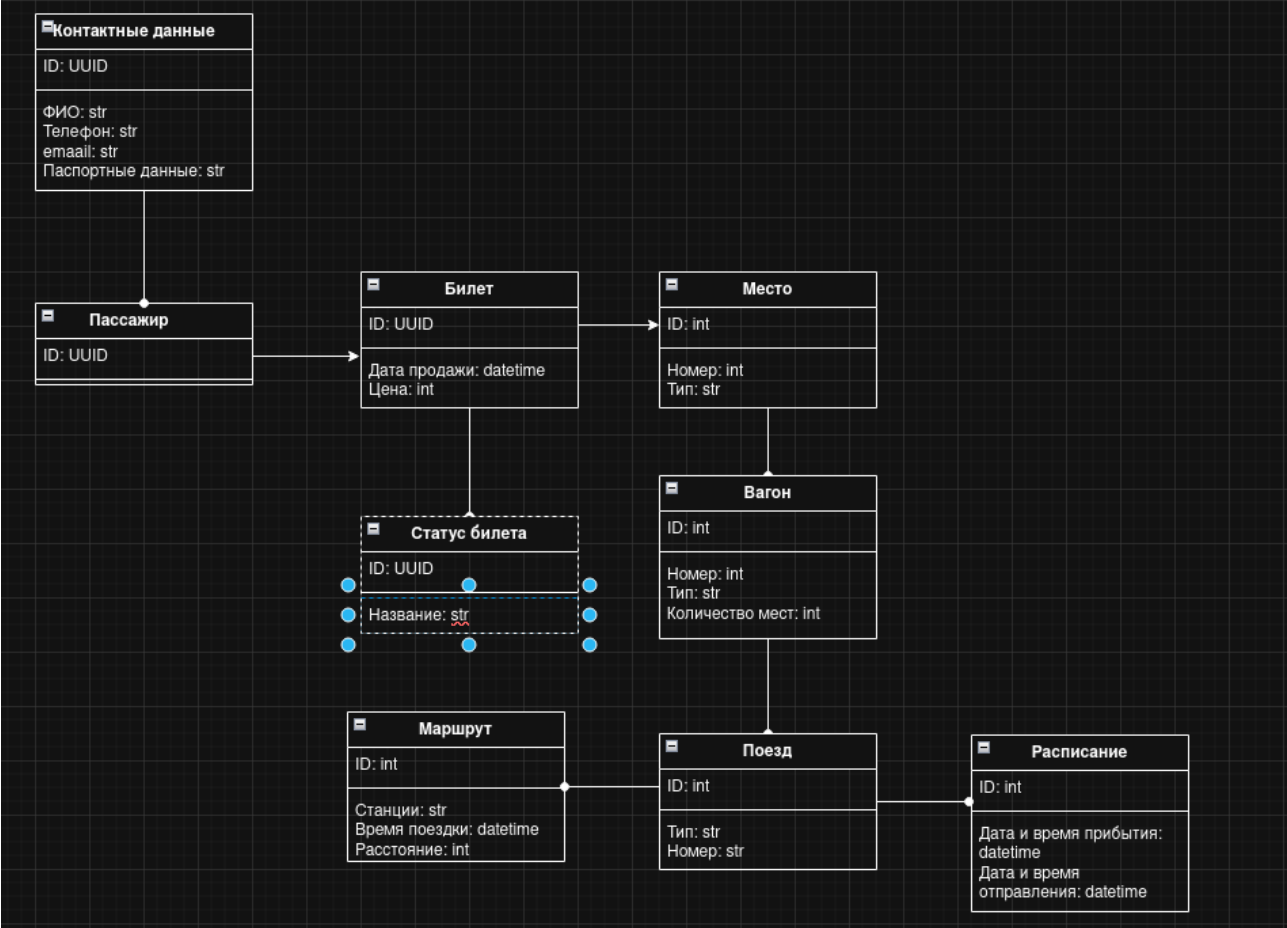 Контактные данные
ID: UUID
ФИО: str
Телефон: str
emaail: str
Паспортные данные: str
Пассажир
ID: UUID
Билет
ID: UUID
Дата продажи: datetime
Цена: int
Место
ID: int
Номер: int
Тип: str
Статус билета
ID: UUID
Название: str
Вагон
ID: int
Номер: int
Тип: str
Количество мест: int
Маршрут
ID: int
Станции: str
Время поездки: datetime
Расстояние: int
Поезд
ID: int
Тип: str
Номер: str
Расписание
ID: int
Дата и время прибытия:
datetime
Дата и время
отправления: datetime